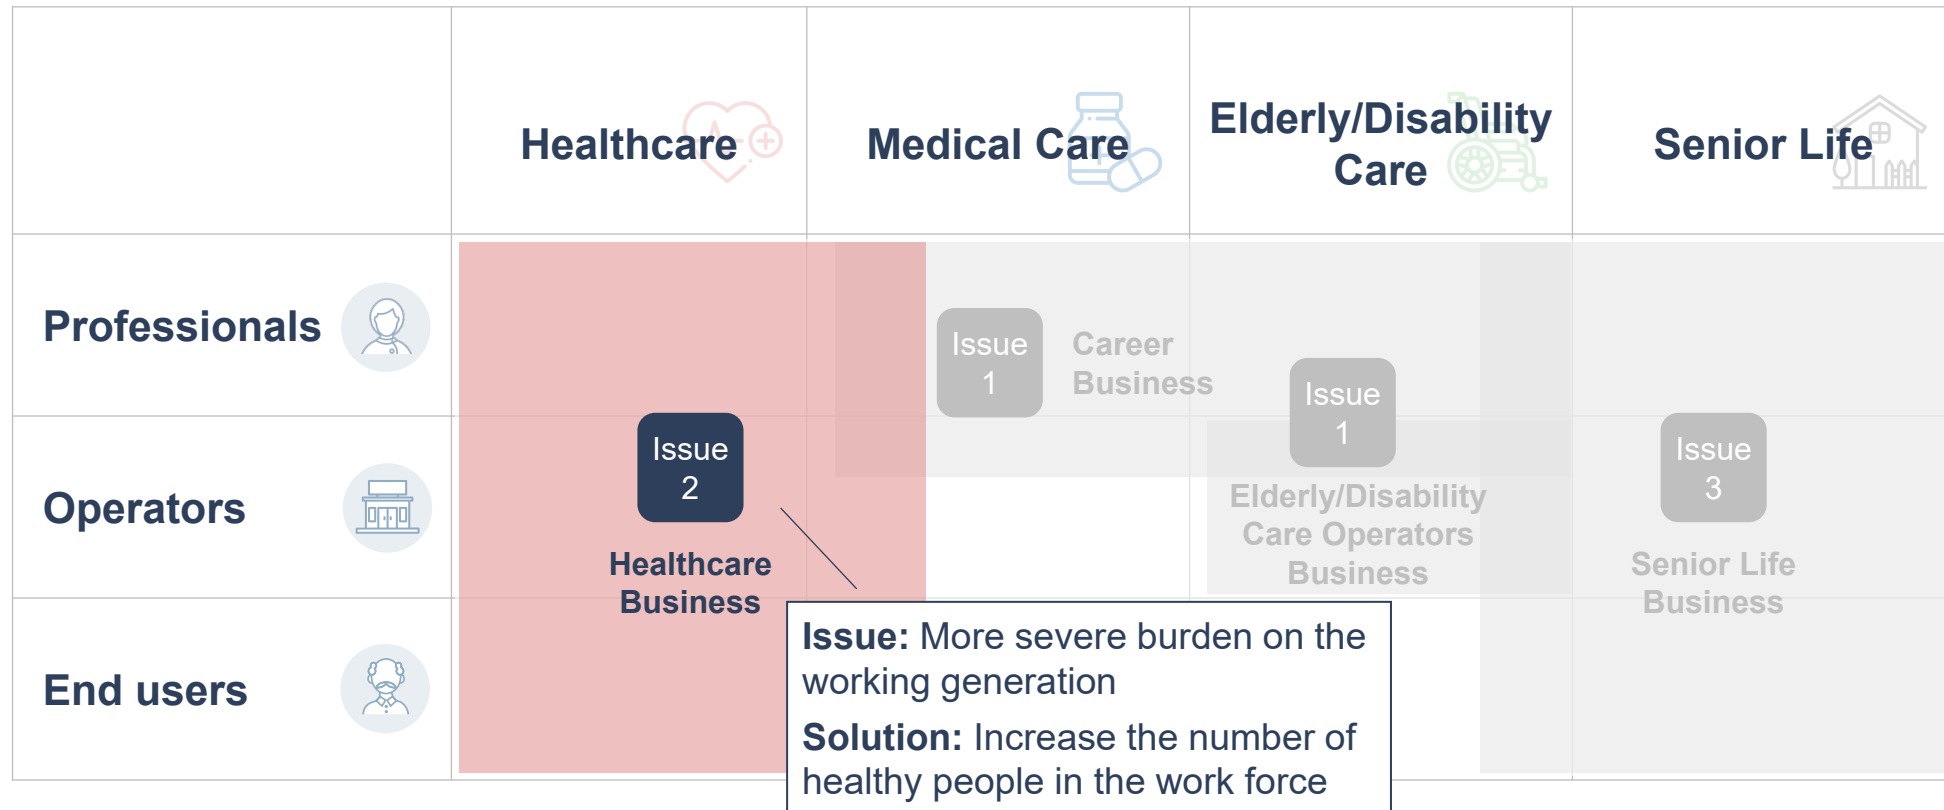 Healthcare
Medical Care
Elderly/Disability
Care
Senior Life
Professionals
Issue
1
Career
Business
Issue
1
Operators
Issue
2
Healthcare
Business
Elderly/Disability
Care Operators
Business
Issue
3
Senior Life
Business
End users
Issue: More severe burden on the
working generation
Solution: Increase the number of
healthy people in the work force